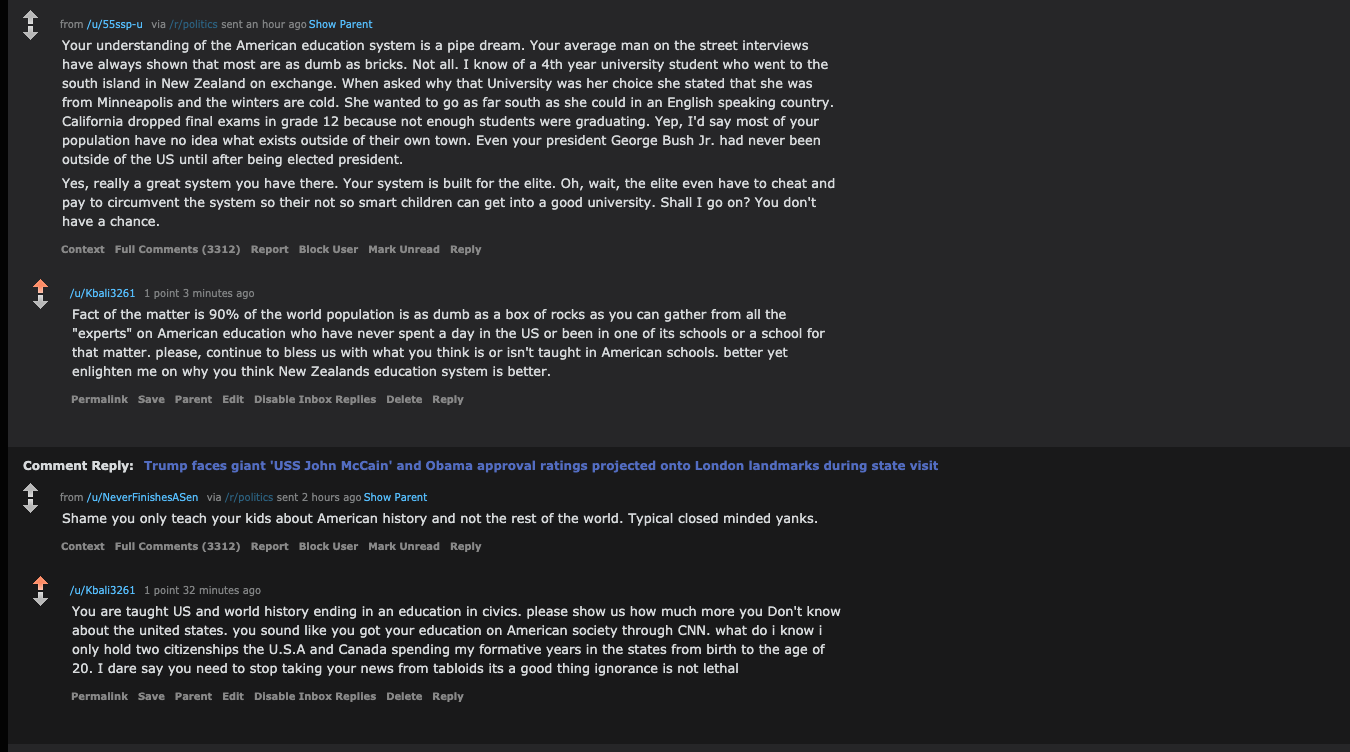 from /u/55ssp-u via /r/politics sent an hour ago Show Parent
Your understanding of the American education system is a pipe dream. Your average man on the street interviews
have always shown that most are as dumb as bricks. Not all. I know of a 4th year university student who went to the
south island in New Zealand on exchange. When asked why that University was her choice she stated that she was
from Minneapolis and the winters are cold. She wanted to go as far south as she could in an English speaking country.
California dropped final exams in grade 12 because not enough students were graduating. Yep, I'd say most of your
population have no idea what exists outside of their own town. Even your president George Bush Jr. had never been
outside of the US until after being elected president.
Yes, really a great system you have there. Your system is built for the elite. Oh, wait, the elite even have to cheat and
pay to circumvent the system so their not so smart children can get into a good university. Shall I go on? You don't
have a chance.
Context Full Comments (3312) Report Block User Mark Unread Reply
/u/Kbali3261 1 point 3 minutes ago
Fact of the matter is 90% of the world population is as dumb as a box of rocks as you can gather from all the
"experts" on American education who have never spent a day in the US or been in one of its schools or a school for
that matter. please, continue to bless us with what you think is or isn't taught in American schools. better yet
enlighten me on why you think New Zealands education system is better.
Permalink Save Parent Edit Disable Inbox Replies Delete Reply
Comment Reply: Trump faces giant 'USS John McCain' and Obama approval ratings projected onto London landmarks during state visit
from /u/NeverFinishesASen via /r/politics sent 2 hours ago Show Parent
Shame you only teach your kids about American history and not the rest of the world. Typical closed minded yanks.
Context Full Comments (3312) Report Block User Mark Unread Reply
/u/Kbali3261 1 point 32 minutes ago
You are taught US and world history ending in an education in civics. please show us how much more you Don't know
about the united states. you sound like you got your education on American society through CNN. what do i know i
only hold two citizenships the U.S.A and Canada spending my formative years in the states from birth to the age of
20. I dare say you need to stop taking your news from tabloids its a good thing ignorance is not lethal
Permalink Save Parent Edit Disable Inbox Replies Delete Reply